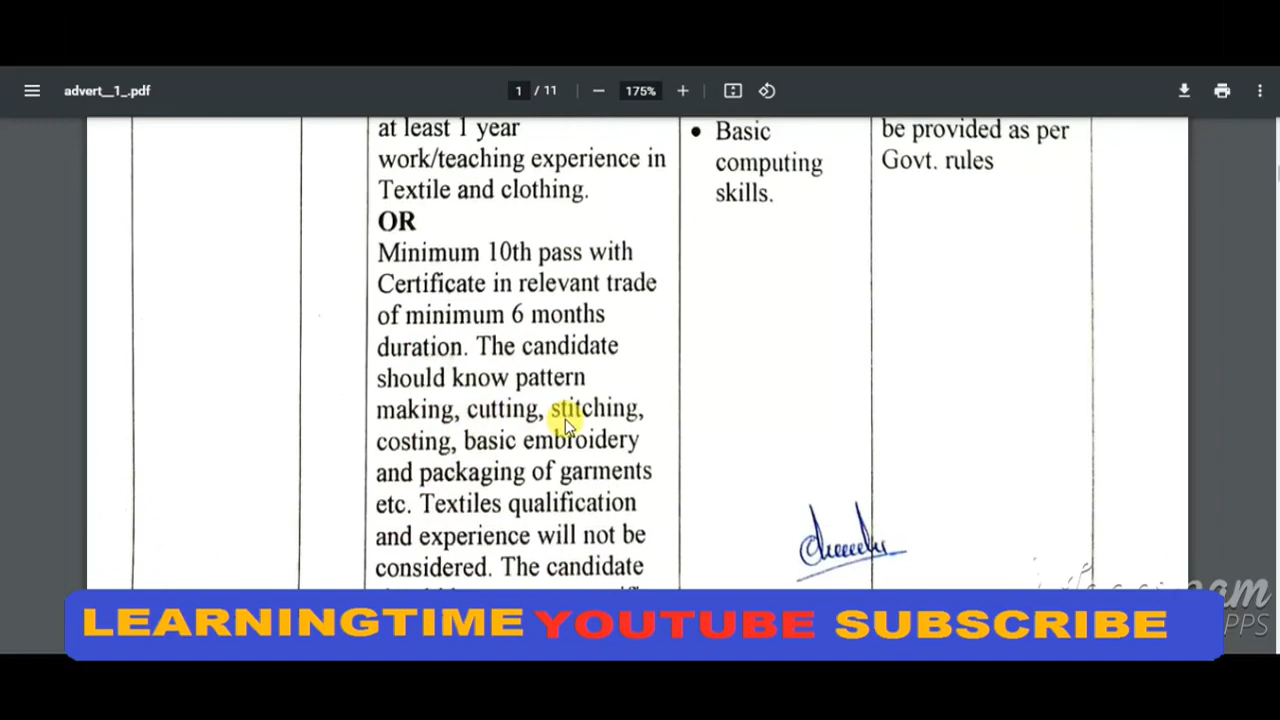 advert__1_.pdf
1 / 11
175%
at least 1 year
work/teaching experience in
Textile and clothing.
OR
Minimum 10th pass with
Certificate in relevant trade
of minimum 6 months
duration. The candidate
should know pattern
making, cutting, stitching,
costing, basic embroidery
and packaging of garments
etc. Textiles qualification
and experience will not be
considered. The candidate
• Basic
computing
skills.
be provided as per
Govt. rules
LEARNINGTIME YOUTUBE SUBSCRIBE